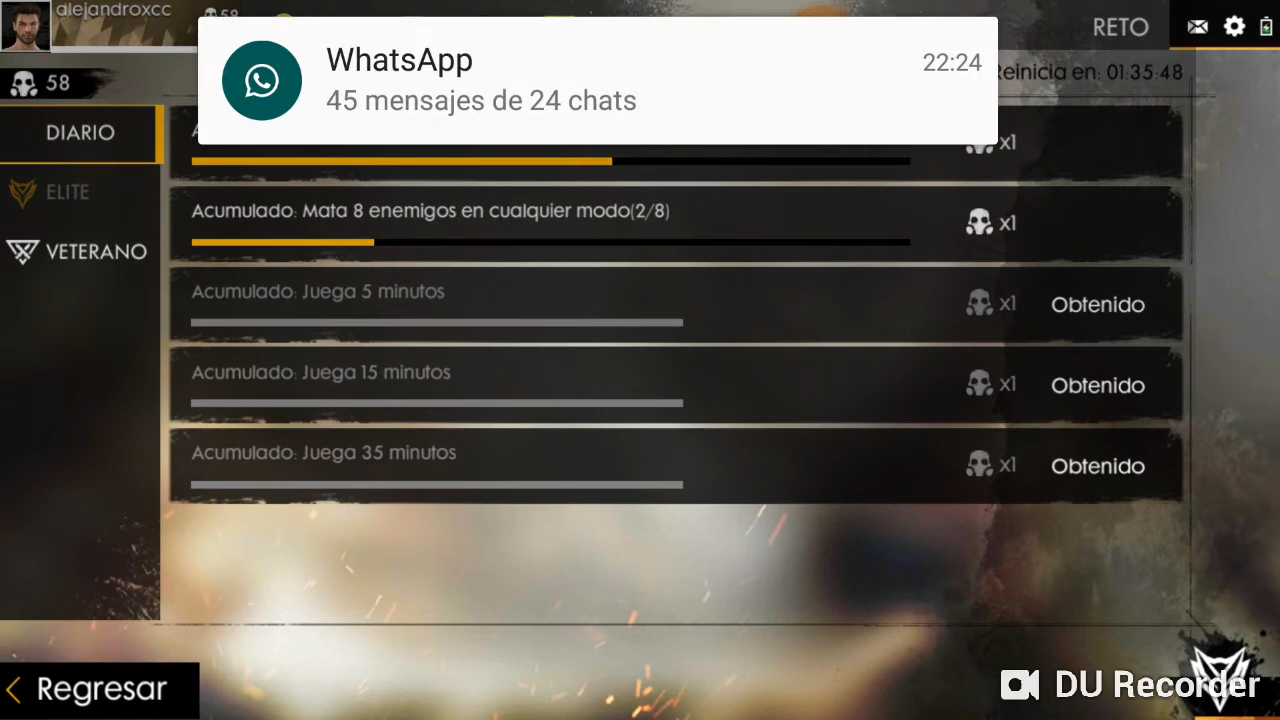 alejandroxcc
58
RETO
WhatsApp
22:24
45 mensajes de 24 chats
Reinicia en: 01:35:48
58
DIARIO
x1
ELITE
Acumulado: Mata 8 enemigos en cualquier modo(2/8)
x1
VETERANO
Acumulado: Juega 5 minutos
x1
Obtenido
Acumulado: Juega 15 minutos
x1
Obtenido
Acumulado: Juega 35 minutos
x1
Obtenido
Regresar
DU Recorder